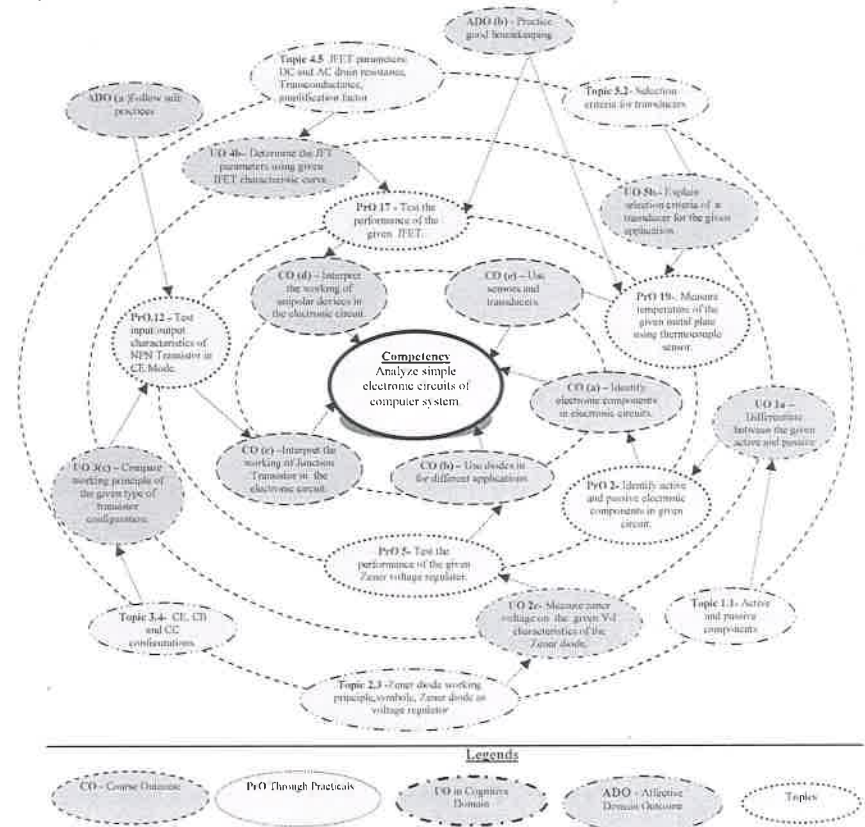 ADO (b) - Practice
good housekeeping
Topic 4.5 JFET parameters:
DC and AC drain resistance,
Transconductance,
amplification factor
ADO (a) Follow safe
practices
Topic 5.2- Selection
criteria for transducers
UO 4b- Determine the JFT
parameters using given
JFET characteristic curve.
UO 5b- Explain
selection criteria of a
transducer for the given
application.
PrO 17 - Test the
performance of the
given JFET.
CO (d) – Interpret
the working of
unipolar devices in
the electronic circuit.
CO (e) – Use
sensors and
transducers.
PrO 19-. Measure
temperature of the
given metal plate
using thermocouple
sensor.
PrO.12 - Test
input/output
characteristics of
NPN Transistor in
CE Mode.
Competency
Analyze simple
electronic circuits of
computer system.
CO (a) – Identify
electronic components
in electronic circuits.
UO 1a –
Differentiate
between the given
active and passive
UO 3(c) – Compare
working principle of
the given type of
transistor
configuration.
CO (c) –Interpret the
working of Junction
Transistor in the
electronic circuit.
CO (b) – Use diodes in
for different applications
PrO 2- Identify active
and passive electronic
components in given
circuit.
PrO 5- Test the
performance of the given
Zener voltage regulator.
UO 2c- Measure zener
voltage on the given V-I
characteristics of the
Zener diode.
Topic 1.1- Active
and passive
components
Topic 3.4- CE, CB
and CC
configurations.
Topic 2.3 -Zener diode working
principle, symbols, Zener diode as
voltage regulator
Legends
CO - Course Outcome
PrO Through Practicals
UO in Cognitive
Domain
ADO - Affective
Domain Outcome
Topics